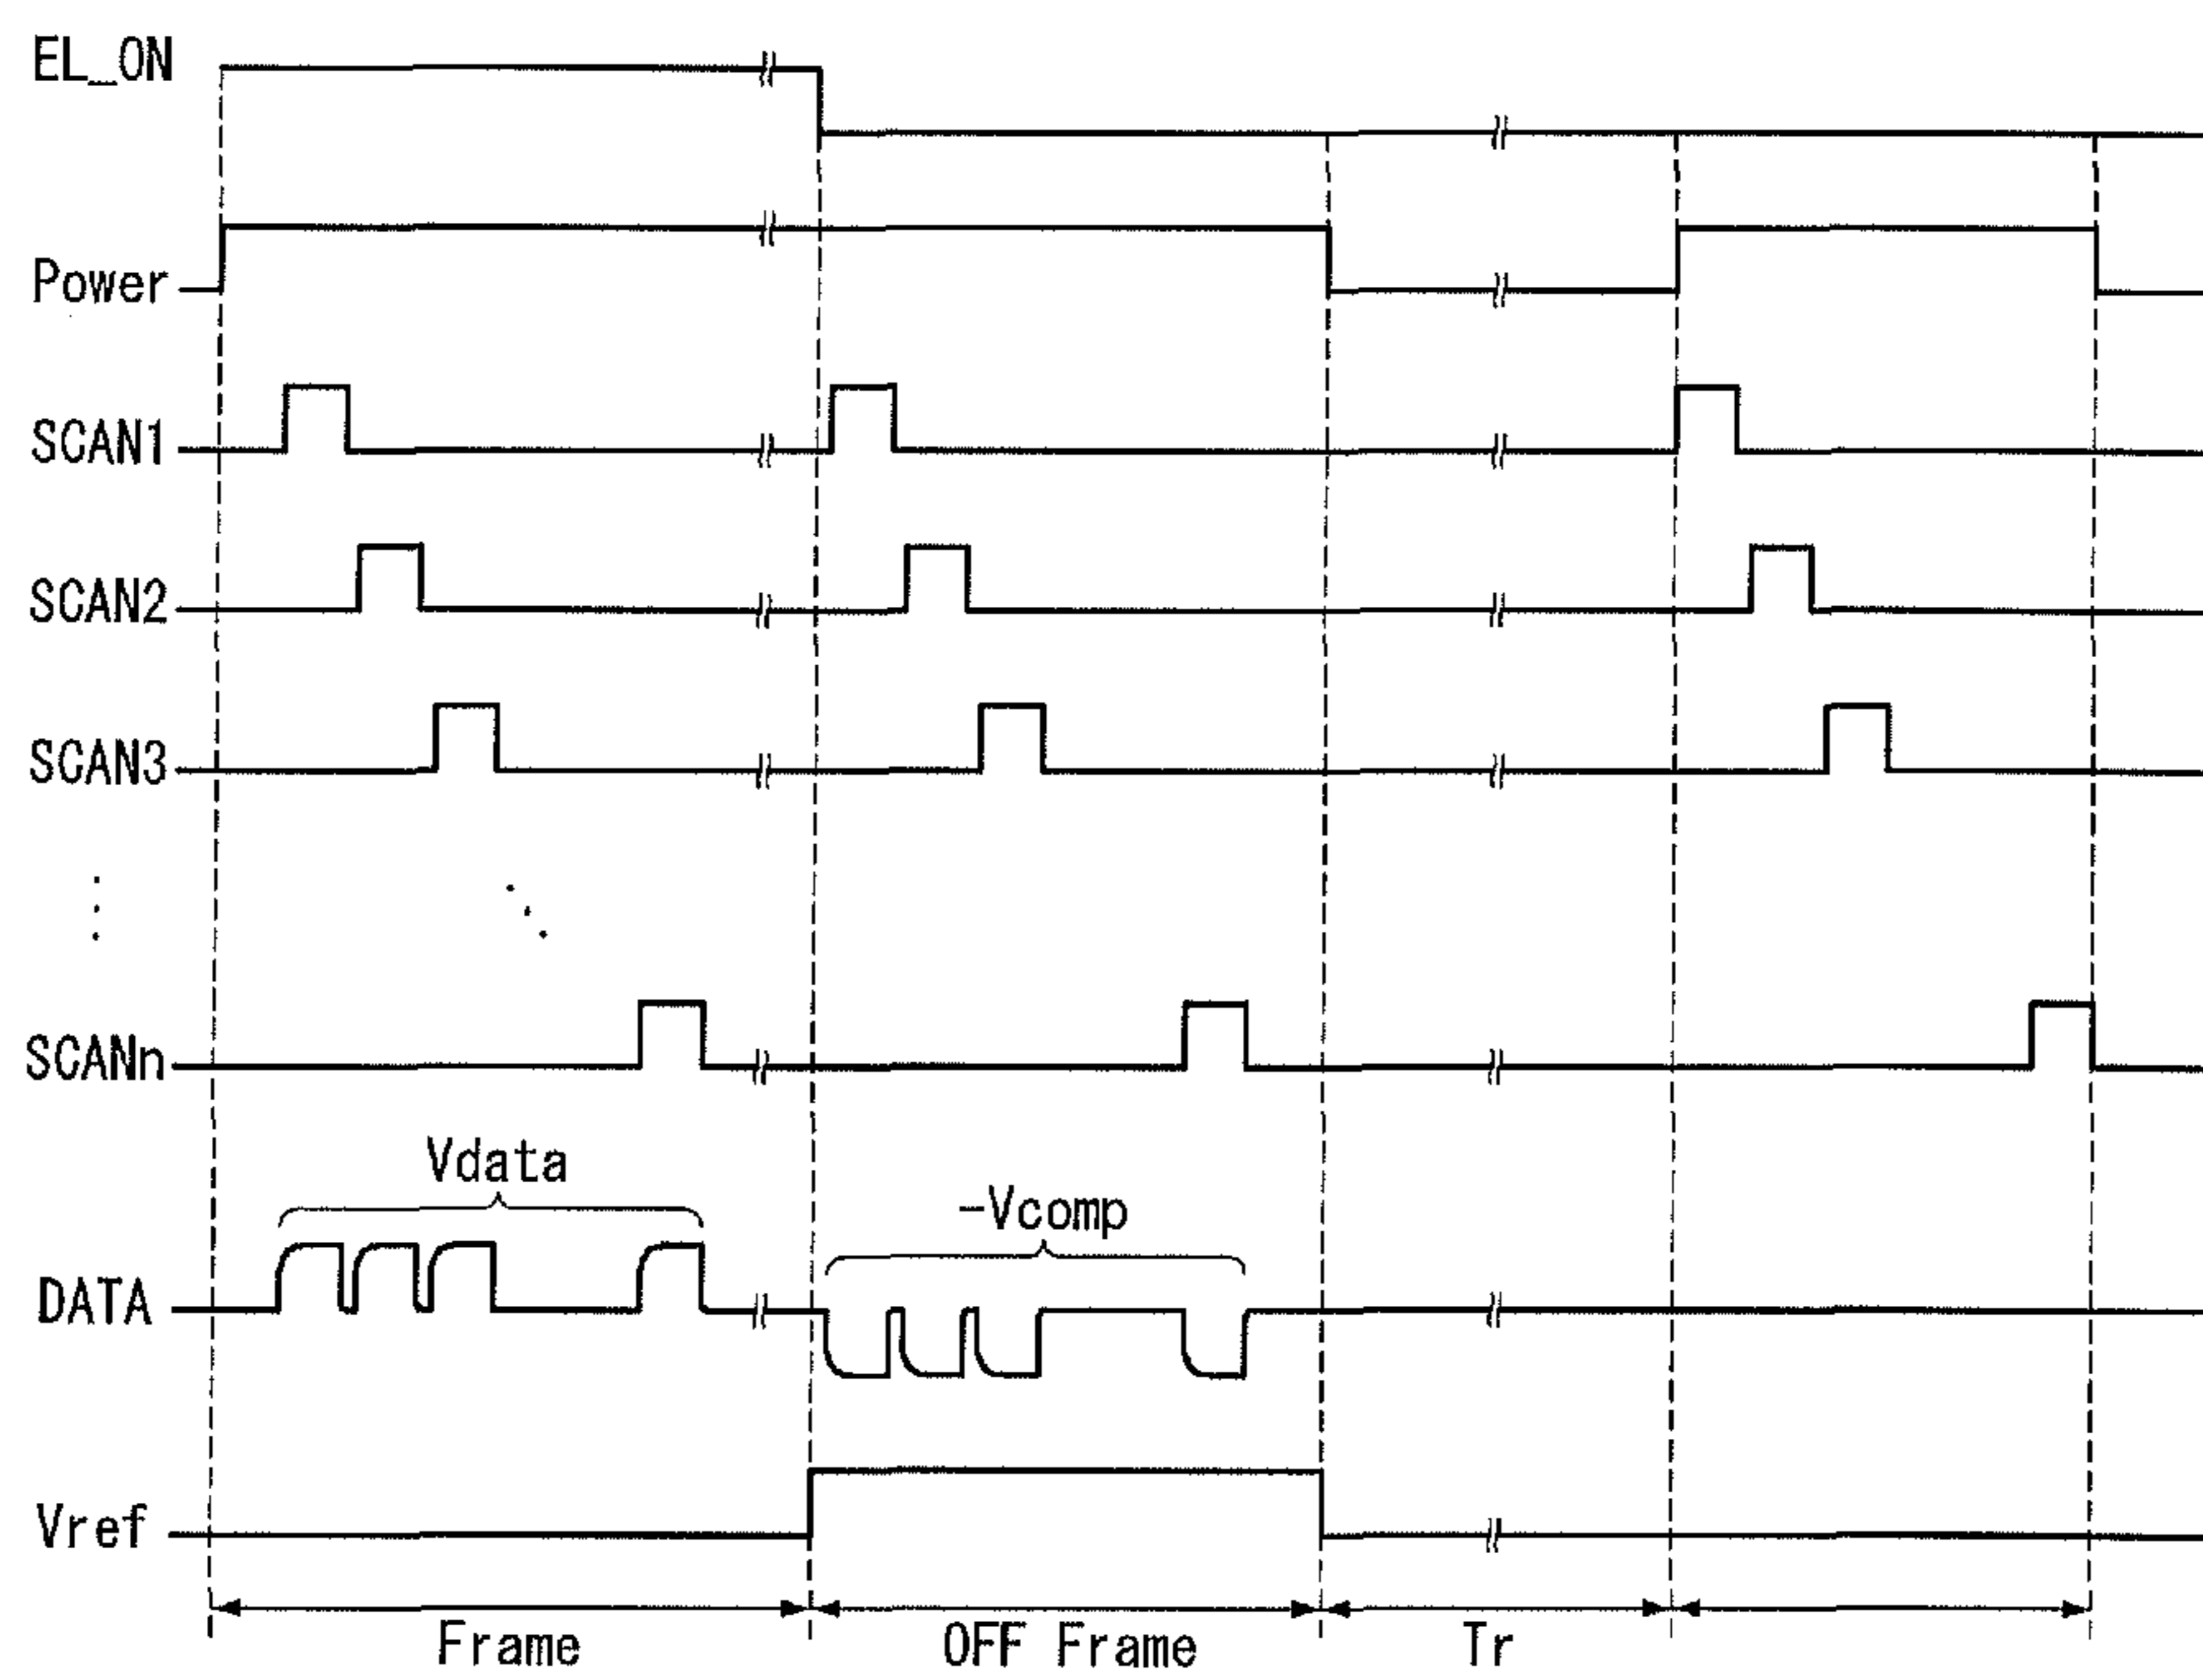 EL_ON
Power
SCAN1
SCAN2
SCAN3
SCANn
Vdata
-Vcomp
DATA
Vref
Frame
OFF Frame
Tr